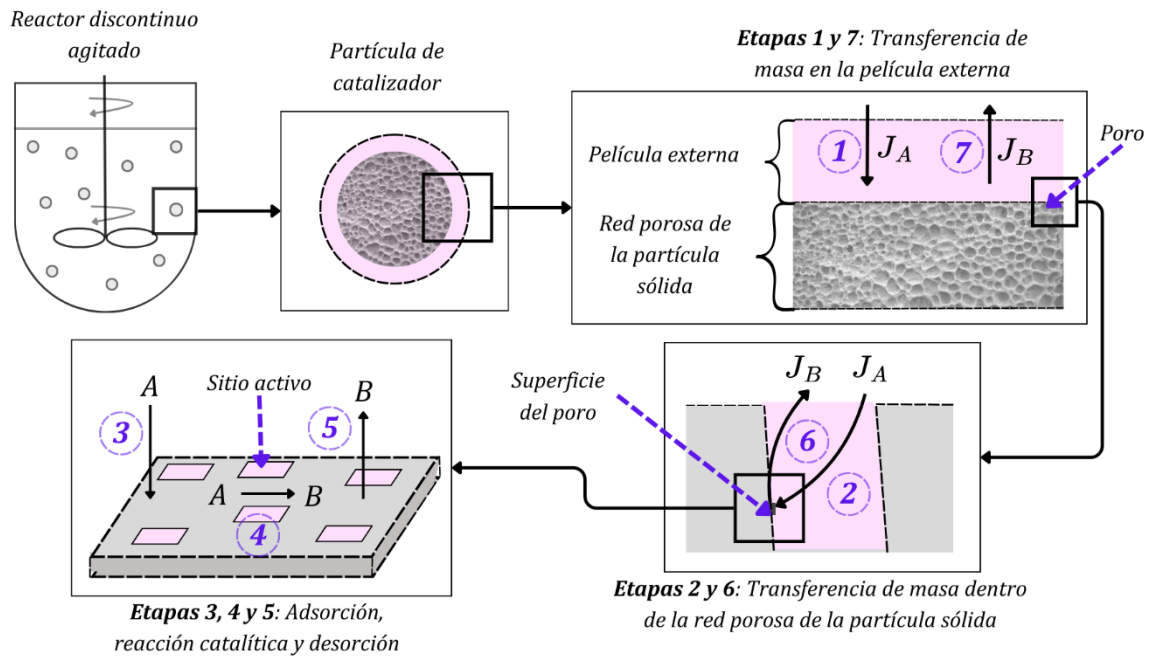 Reactor discontinuo
agitado
Partícula de
catalizador
Etapas 1 y 7: Transferencia de
masa en la película externa
Película externa
1
J_A
7
J_B
Poro
Red porosa de
la partícula
sólida
A
Sitio activo
B
3
5
A
B
4
Etapas 3, 4 y 5: Adsorción,
reacción catalítica y desorción
Superficie
del poro
J_B
J_A
6
2
Etapas 2 y 6: Transferencia de masa dentro
de la red porosa de la partícula sólida